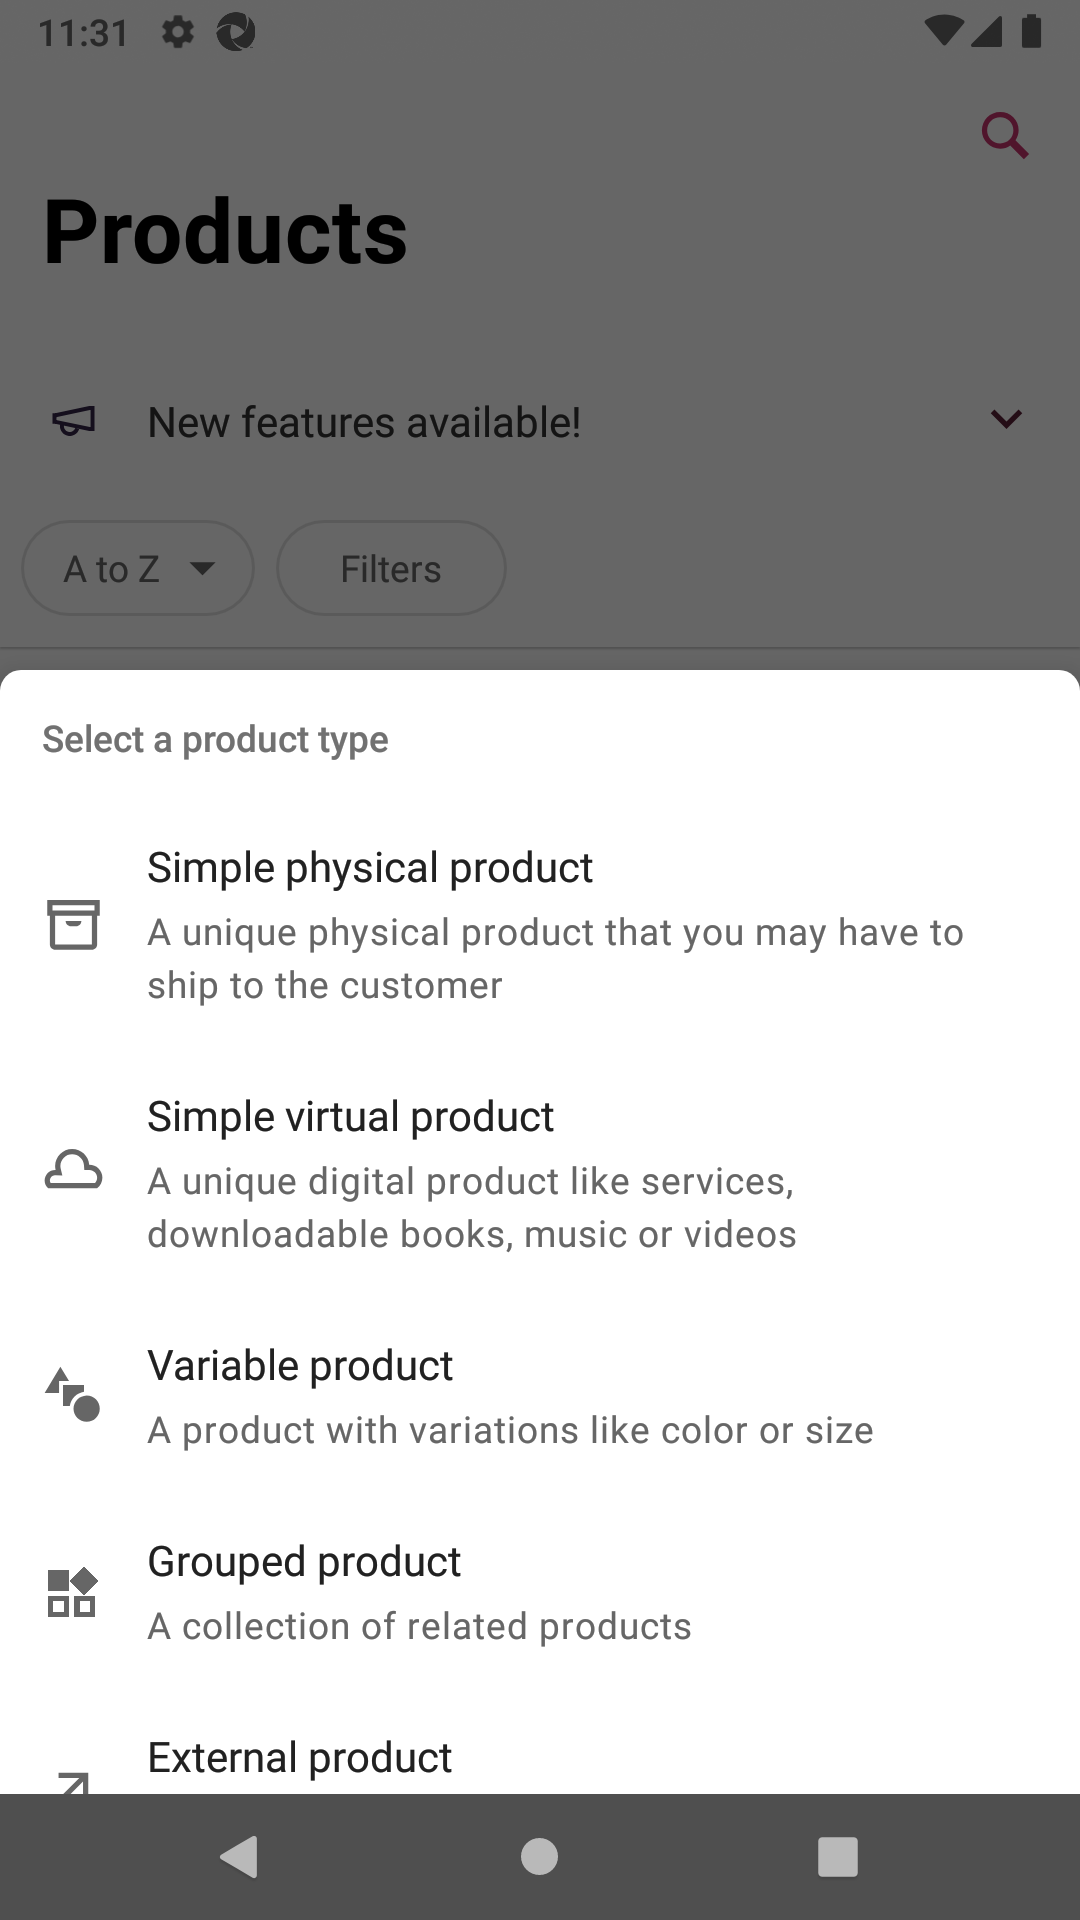 11:31
Products
New features available!
A to Z
Filters
Select a product type
Simple physical product
A unique physical product that you may have to
ship to the customer
Simple virtual product
A unique digital product like services,
downloadable books, music or videos
Variable product
A product with variations like color or size
Grouped product
A collection of related products
External product